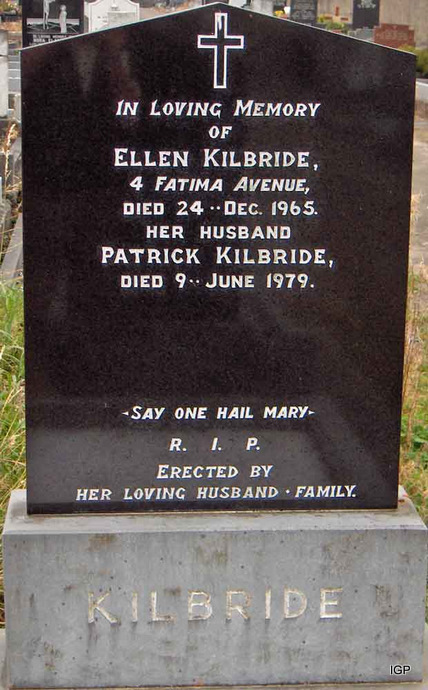 IN LOVING MEMORY
OF
ELLEN KILBRIDE,
4 FATIMA AVENUE,
DIED 24·· DEC. 1965.
HER HUSBAND
PATRICK KILBRIDE,
DIED 9·· JUNE 1979.
-SAY ONE HAIL MARY-
R. I. P.
ERECTED BY
HER LOVING HUSBAND · FAMILY.
KILBRIDE
IGP